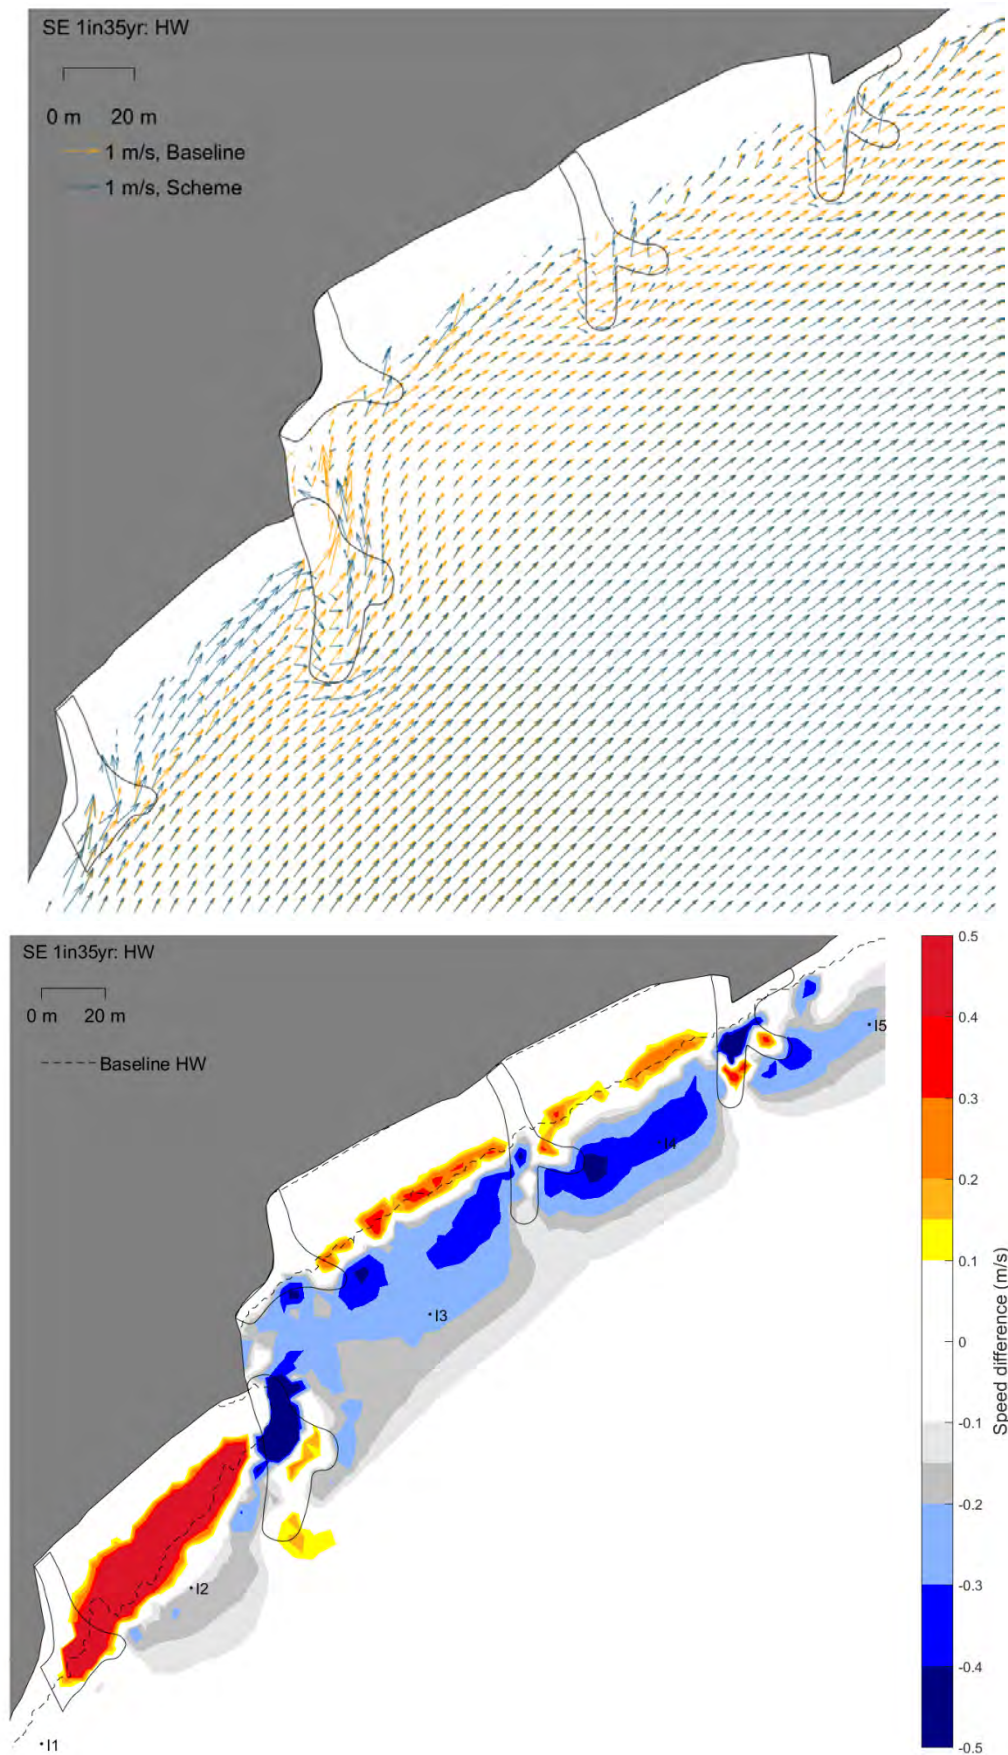 SE 1in35yr: HW
0 m 20 m
1 m/s, Baseline
1 m/s, Scheme
SE 1in35yr: HW
0 m 20 m
Baseline HW
I5
I4
I3
I2
I1
0.5
0.4
0.3
0.2
0.1
0
-0.1
-0.2
-0.3
-0.4
-0.5
Speed difference (m/s)